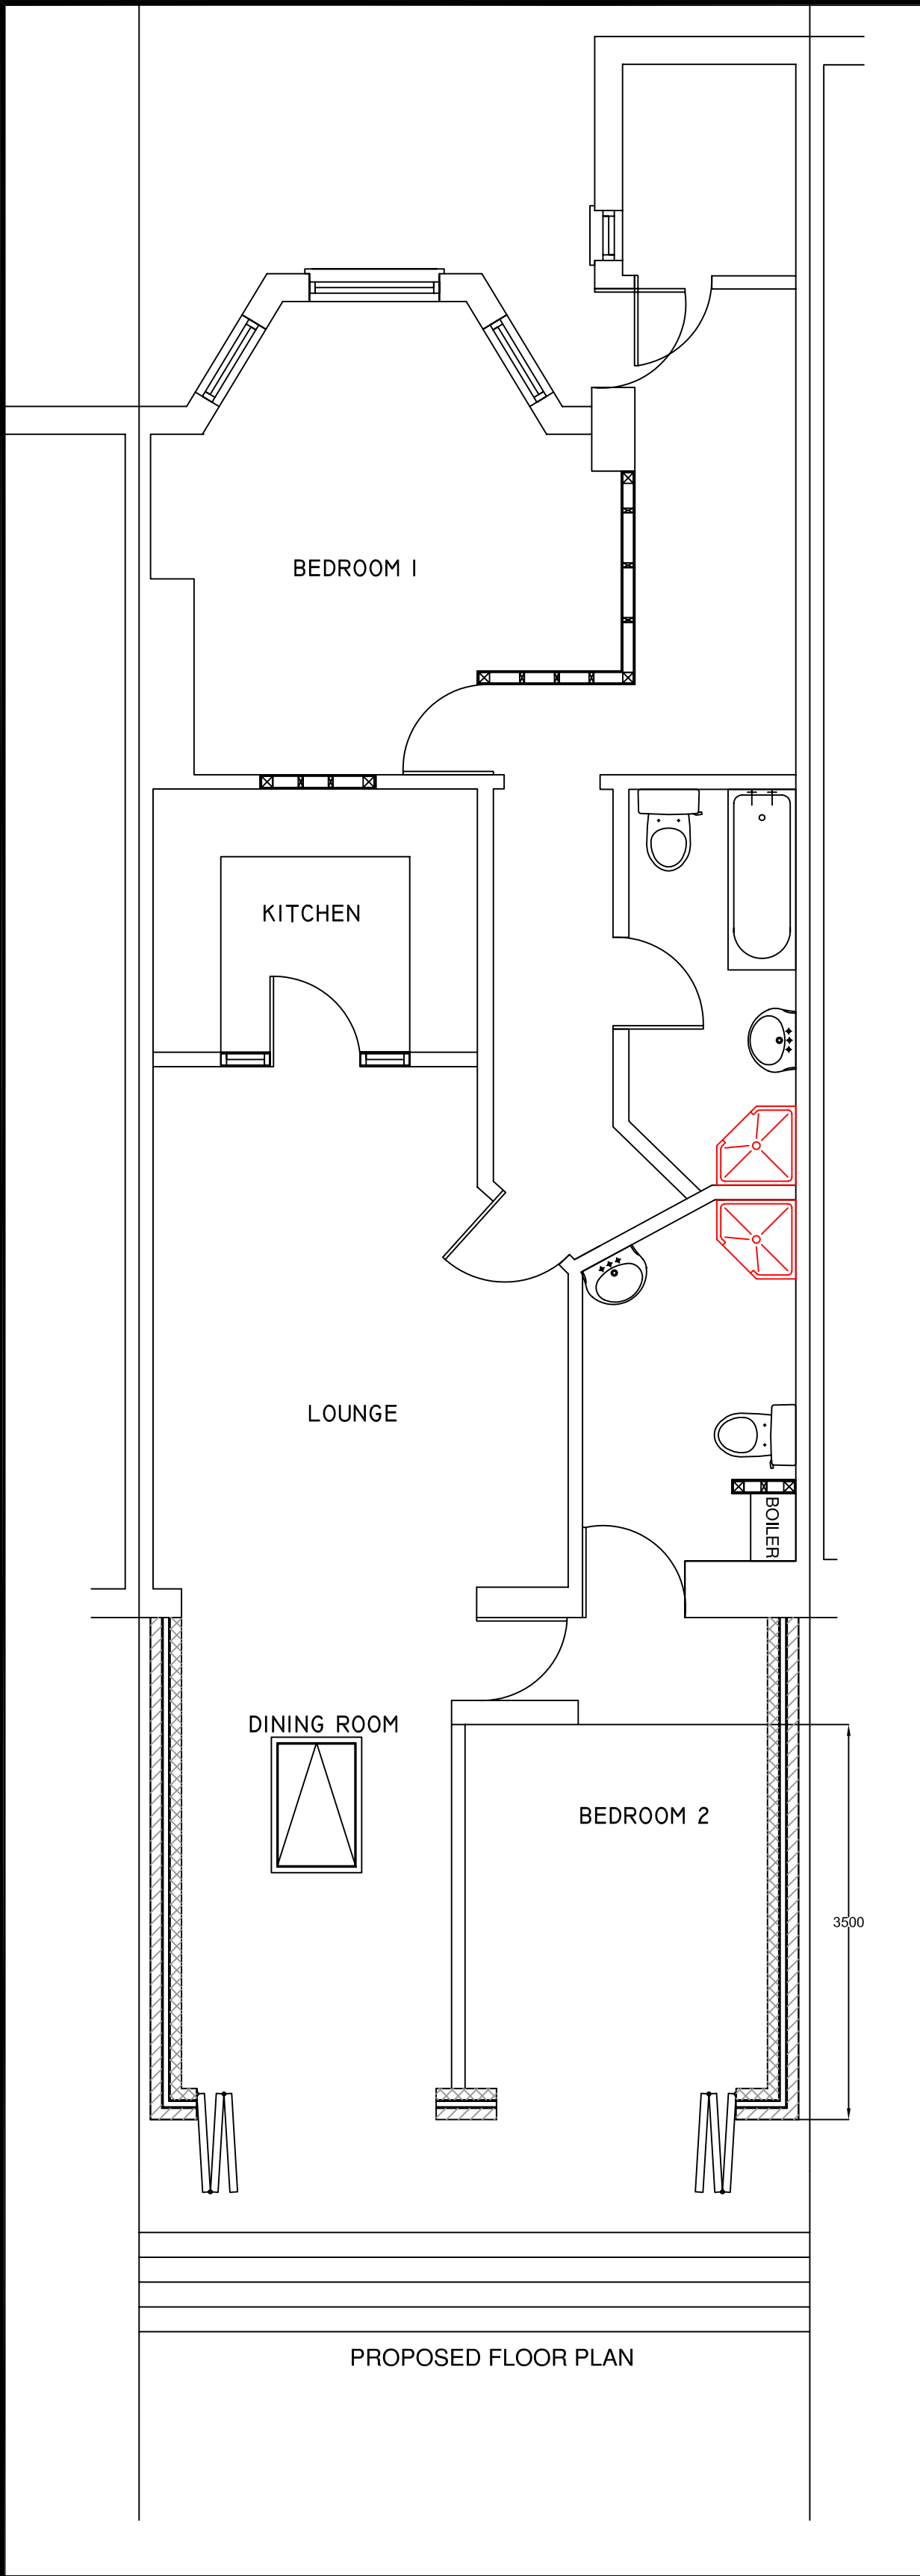 BEDROOM 1
KITCHEN
LOUNGE
BOILER
DINING ROOM
BEDROOM 2
3500
PROPOSED FLOOR PLAN